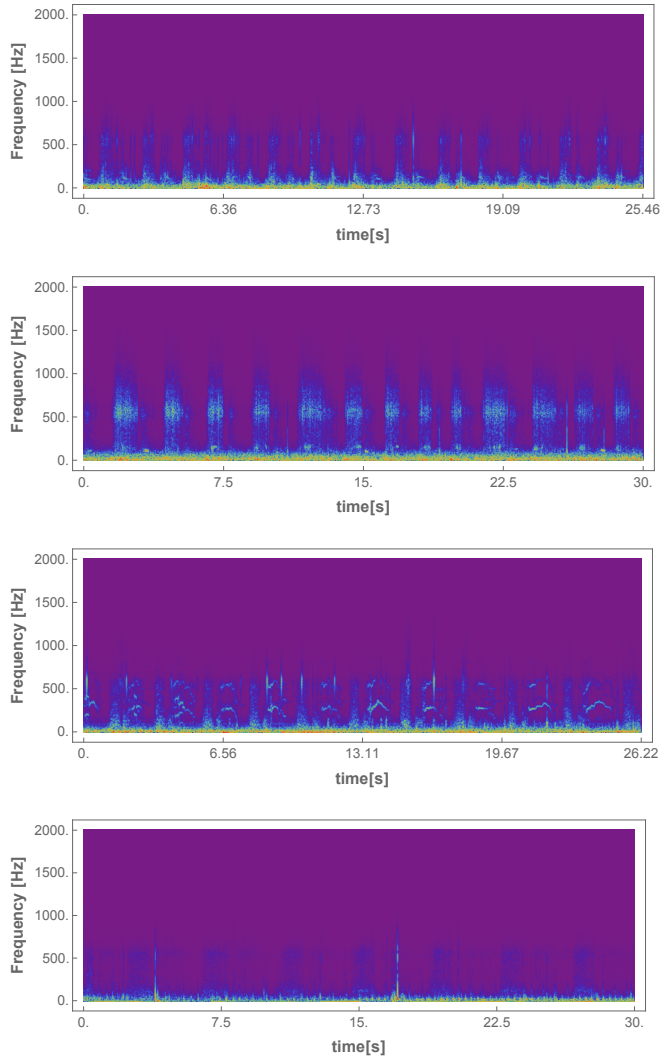 2000.
1500.
1000.
500.
0.
Frequency [Hz]
0. 6.36 12.73 19.09 25.46
time[s]
2000.
1500.
1000.
500.
0.
Frequency [Hz]
0. 7.5 15. 22.5 30.
time[s]
2000.
1500.
1000.
500.
0.
Frequency [Hz]
0. 6.56 13.11 19.67 26.22
time[s]
2000.
1500.
1000.
500.
0.
Frequency [Hz]
0. 7.5 15. 22.5 30.
time[s]